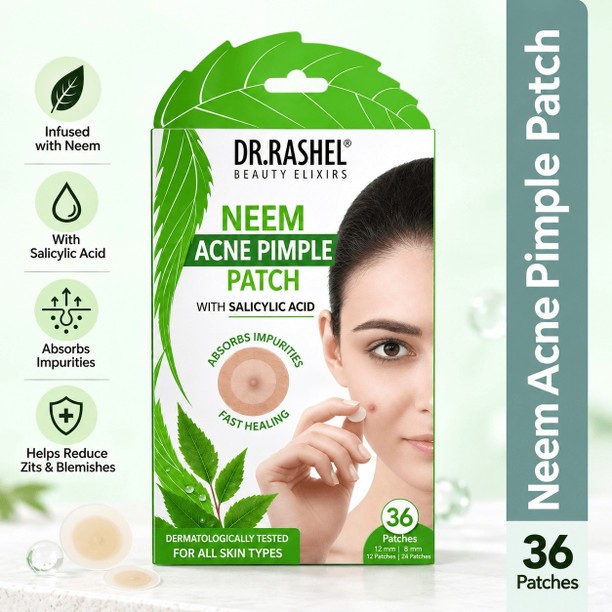 Infused
with Neem
With
Salicylic Acid
Absorbs
Impurities
Helps Reduce
Zits & Blemishes
DR.RASHEL®
BEAUTY ELIXIRS
NEEM
ACNE PIMPLE
PATCH
WITH SALICYLIC ACID
ABSORBS IMPURITIES
FAST HEALING
DERMATOLOGICALLY TESTED
FOR ALL SKIN TYPES
36
Patches
12 mm | 8 mm
12 Patches | 24 Patches
Neem Acne Pimple Patch
36
Patches